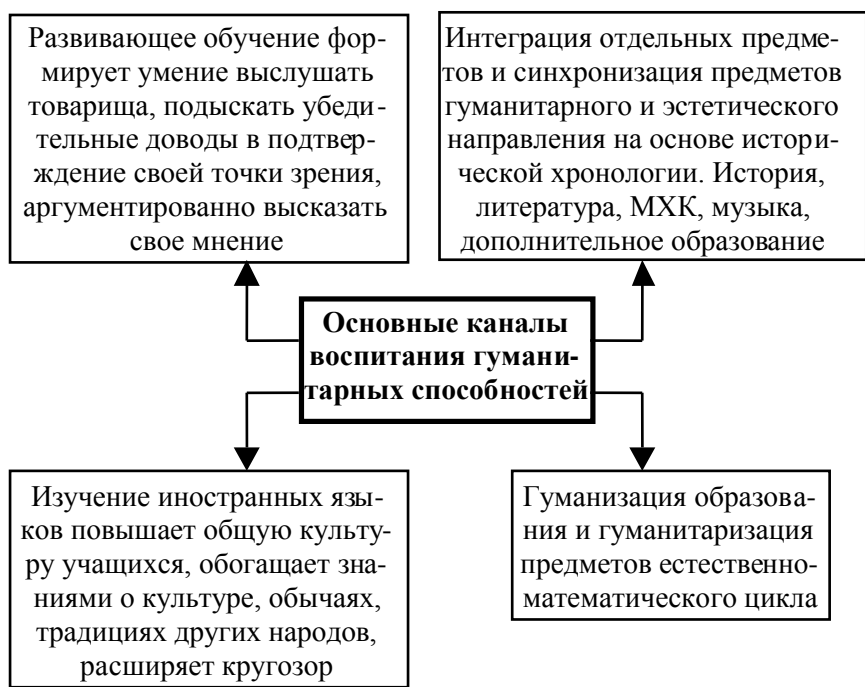 Развивающее обучение фор-
мирует умение выслушать
товарища, подыскать убеди-
тельные доводы в подтвер-
ждение своей точки зрения,
аргументированно высказать
свое мнение
Интеграция отдельных предме-
тов и синхронизация предметов
гуманитарного и эстетического
направления на основе истори-
ческой хронологии. История,
литература, МХК, музыка,
дополнительное образование
Основные каналы
воспитания гумани-
тарных способностей
Изучение иностранных язы-
ков повышает общую культу-
ру учащихся, обогащает зна-
ниями о культуре, обычаях,
традициях других народов,
расширяет кругозор
Гуманизация образова-
ния и гуманитаризация
предметов естественно-
математического цикла